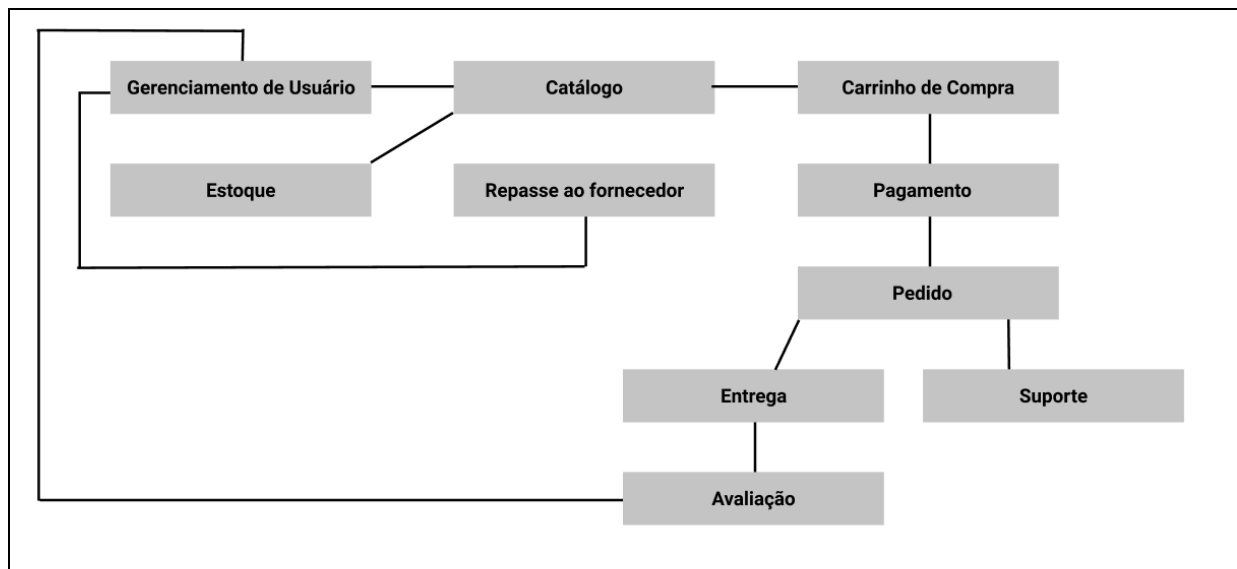 Gerenciamento de Usuário
Catálogo
Carrinho de Compra
Estoque
Repasse ao fornecedor
Pagamento
Pedido
Entrega
Suporte
Avaliação